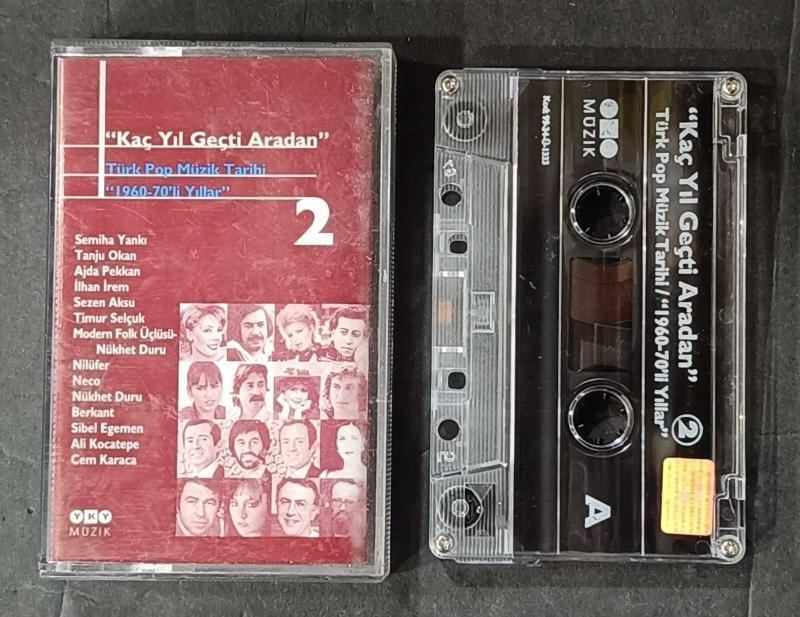 “Kaç Yıl Geçti Aradan”
Türk Pop Müzik Tarihi
“1960-70’li Yıllar”
2
Semiha Yankı
Tanju Okan
Ajda Pekkan
İlhan İrem
Sezen Aksu
Timur Selçuk
Modern Folk Üçlüsü-
Nükhet Duru
Nilüfer
Neco
Nükhet Duru
Berkant
Sibel Egemen
Ali Kocatepe
Cem Karaca
YKY
MÜZİK
“Kaç Yıl Geçti Aradan” 2
Türk Pop Müzik Tarihi / “1960-70’li Yıllar”
MÜZİK
A
2